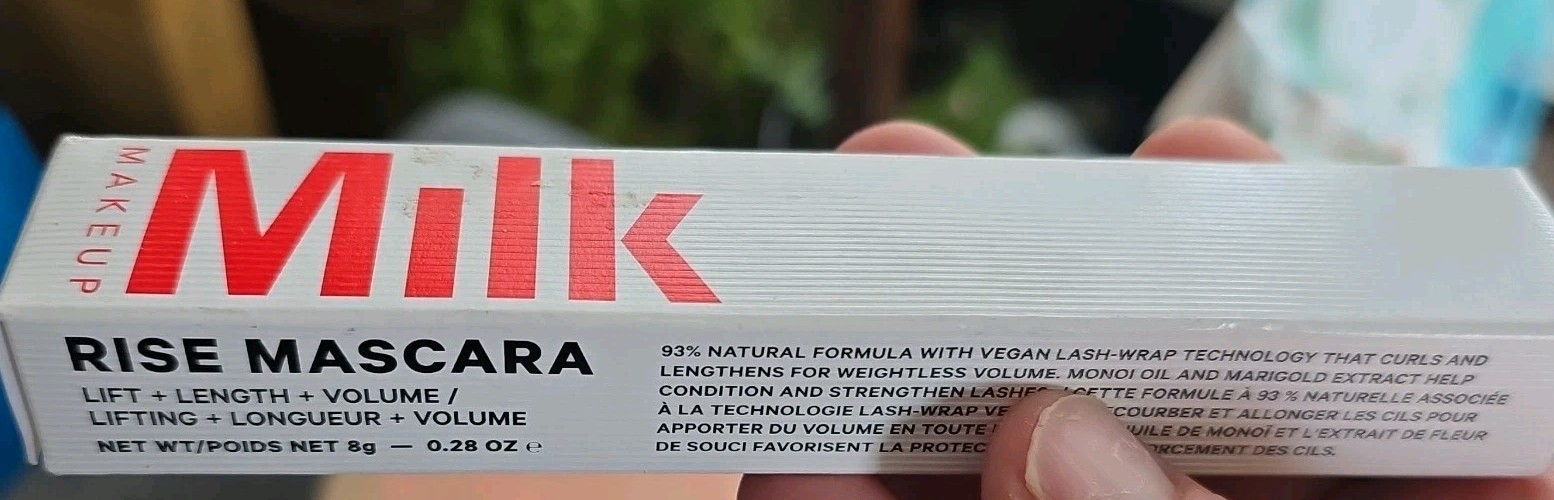 MAKEUP
Milk
RISE MASCARA
LIFT + LENGTH + VOLUME /
LIFTING + LONGUEUR + VOLUME
NET WT/POIDS NET 8g — 0.28 OZ ℮
93% NATURAL FORMULA WITH VEGAN LASH-WRAP TECHNOLOGY THAT CURLS AND
LENGTHENS FOR WEIGHTLESS VOLUME. MONOI OIL AND MARIGOLD EXTRACT HELP
CONDITION AND STRENGTHEN FORMULE À 93 % NATURELLE ASSOCIÉE
À LA TECHNOLOGIE LASH-WRAP ET ALLONGER LES CILS POUR
APPORTER DU VOLUME EN TOUTE DE MONOÏ ET L'EXTRAIT DE FLEUR
DE SOUCI FAVORISENT LA DES CILS.